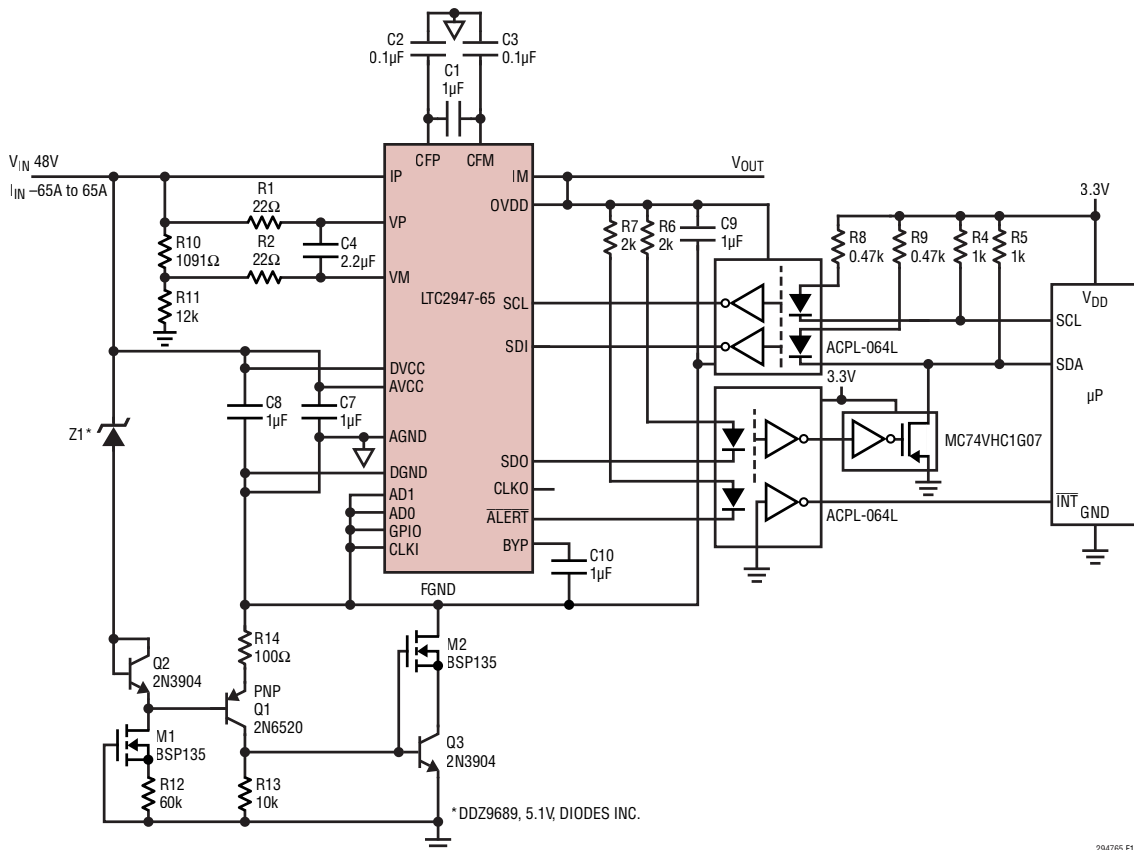 C2
0.1µF
C3
0.1µF
C1
1µF
VIN 48V
IIN –65A to 65A
CFP
CFM
IP
IM
VOUT
3.3V
R1
22Ω
VP
OVDD
R7
2k
R6
2k
C9
1µF
R8
0.47k
R9
0.47k
R4
1k
R5
1k
R10
1091Ω
R2
22Ω
C4
2.2µF
VM
R11
12k
LTC2947-65
SCL
VDD
SCL
SDI
ACPL-064L
SDA
µP
DVCC
AVCC
3.3V
C8
1µF
C7
1µF
Z1*
AGND
MC74VHC1G07
DGND
SDO
AD1
CLKO
AD0
GPIO
ALERT
ACPL-064L
INT
GND
CLKI
BYP
C10
1µF
FGND
R14
100Ω
M2
BSP135
Q2
2N3904
PNP
Q1
2N6520
M1
BSP135
Q3
2N3904
R12
60k
R13
10k
*DDZ9689, 5.1V, DIODES INC.